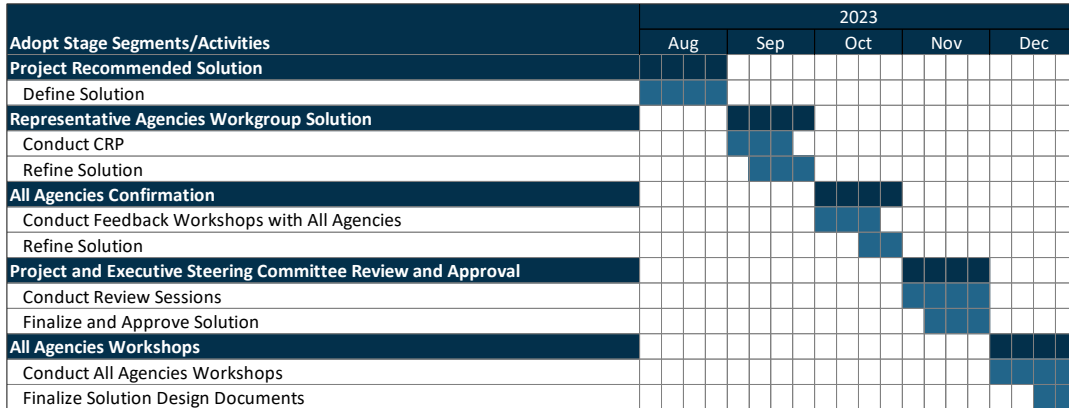 2023
Adopt Stage Segments/Activities Aug Sep Oct Nov Dec
Project Recommended Solution
Define Solution
Representative Agencies Workgroup Solution
Conduct CRP
Refine Solution
All Agencies Confirmation
Conduct Feedback Workshops with All Agencies
Refine Solution
Project and Executive Steering Committee Review and Approval
Conduct Review Sessions
Finalize and Approve Solution
All Agencies Workshops
Conduct All Agencies Workshops
Finalize Solution Design Documents